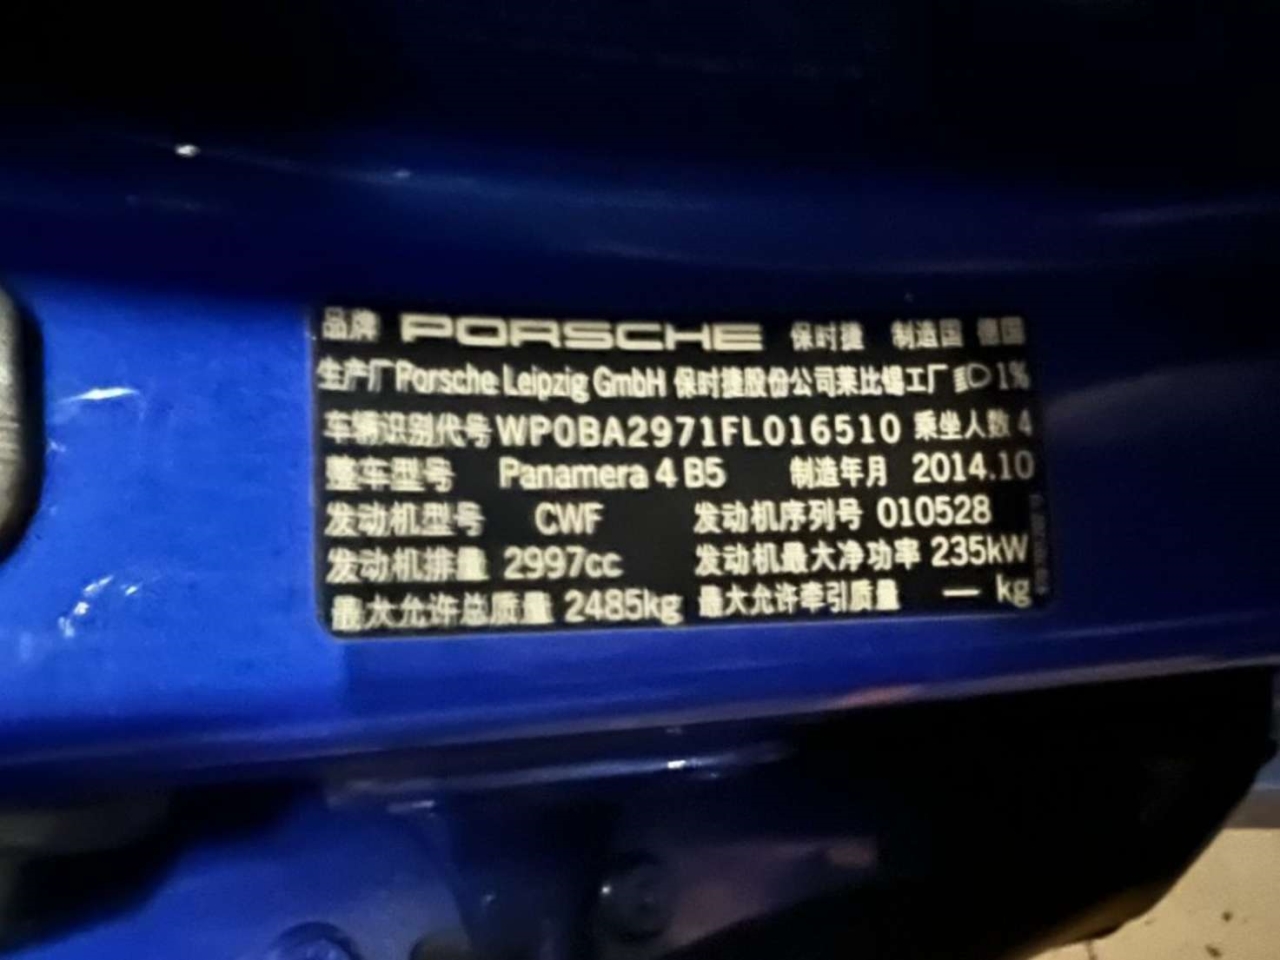 品牌 PORSCHE 保时捷 制造国 德国
生产厂 Porsche Leipzig GmbH 保时捷股份公司莱比锡工厂 1%
车辆识别代号 WP0BA2971FL016510 乘坐人数 4
整车型号 Panamera 4 B5 制造年月 2014.10
发动机型号 CWF 发动机序列号 010528
发动机排量 2997cc 发动机最大净功率 235kW
最大允许总质量 2485kg 最大允许牵引质量 — kg